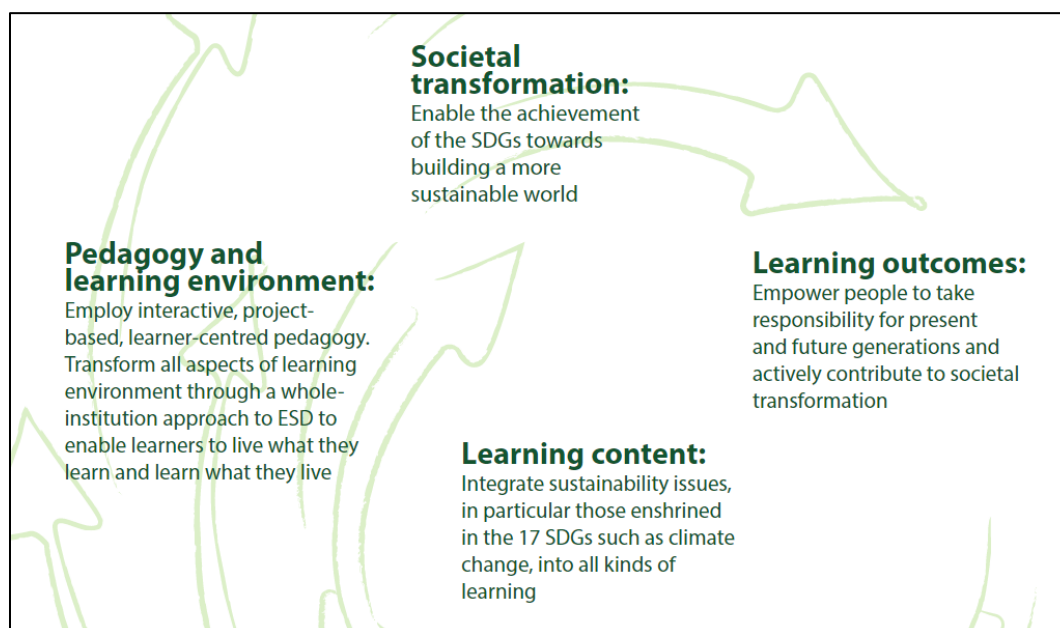 Societal
transformation:
Enable the achievement
of the SDGs towards
building a more
sustainable world
Pedagogy and
learning environment:
Employ interactive, project-
based, learner-centred pedagogy.
Transform all aspects of learning
environment through a whole-
institution approach to ESD to
enable learners to live what they
learn and learn what they live
Learning outcomes:
Empower people to take
responsibility for present
and future generations and
actively contribute to societal
transformation
Learning content:
Integrate sustainability issues,
in particular those enshrined
in the 17 SDGs such as climate
change, into all kinds of
learning